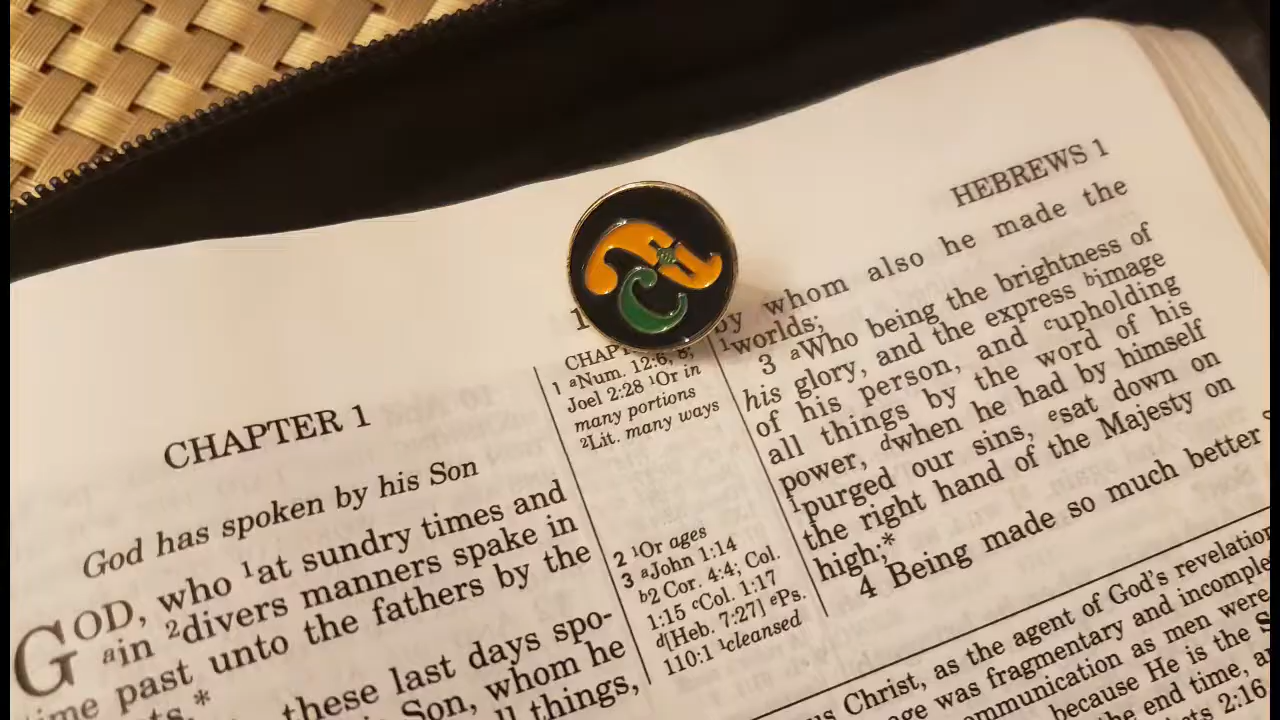 HEBREWS 1
CHAPTER 1
God has spoken by his Son
GOD, who ¹at sundry times and
ᵃin ²divers manners spake in
time past unto the fathers by the
these last days spo-
Son, whom he
things,
1
CHAP
1 ᵃNum. 12:6, 8;
Joel 2:28 ¹Or in
many portions
²Lit. many ways
2 ¹Or ages
3 ᵃJohn 1:14
ᵇ2 Cor. 4:4; Col.
1:15 ᶜCol. 1:17
ᵈ[Heb. 7:27] ᵉPs.
110:1 ¹cleansed
by whom also he made the
¹worlds;
3 ᵃWho being the brightness of
his glory, and the express ᵇimage
of his person, and ᶜupholding
all things by the word of his
power, ᵈwhen he had by himself
¹purged our sins, ᵉsat down on
the right hand of the Majesty on
high;*
4 Being made so much better
Christ, as the agent of God's revelation
was fragmentary and incomple
as men were
because He is the
the end time,
2:16